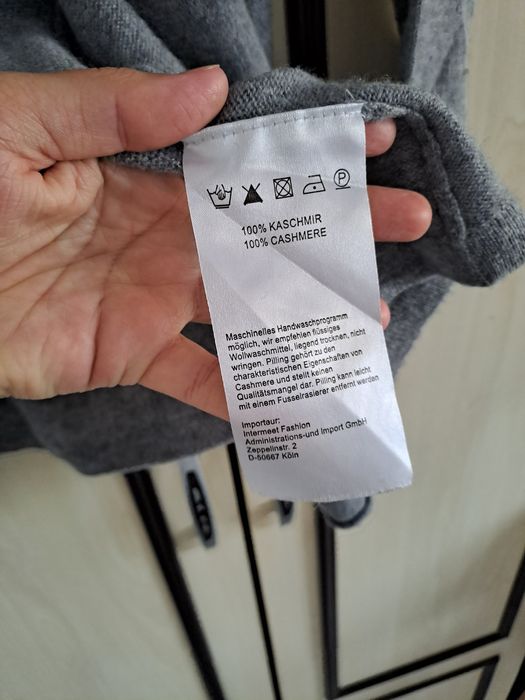 P
100% KASCHMIR
100% CASHMERE
Maschinelles Handwaschprogramm
möglich, wir empfehlen flüssiges
Wollwaschmittel, liegend trocknen, nicht
wringen. Pilling gehört zu den
charakteristischen Eigenschaften von
Cashmere und stellt keinen
Qualitätsmangel dar. Pilling kann leicht
mit einem Fusselrasierer entfernt werden
Importaur:
Intermeet Fashion
Administrations-und Import GmbH
Zeppelinstr. 2
D-50667 Köln